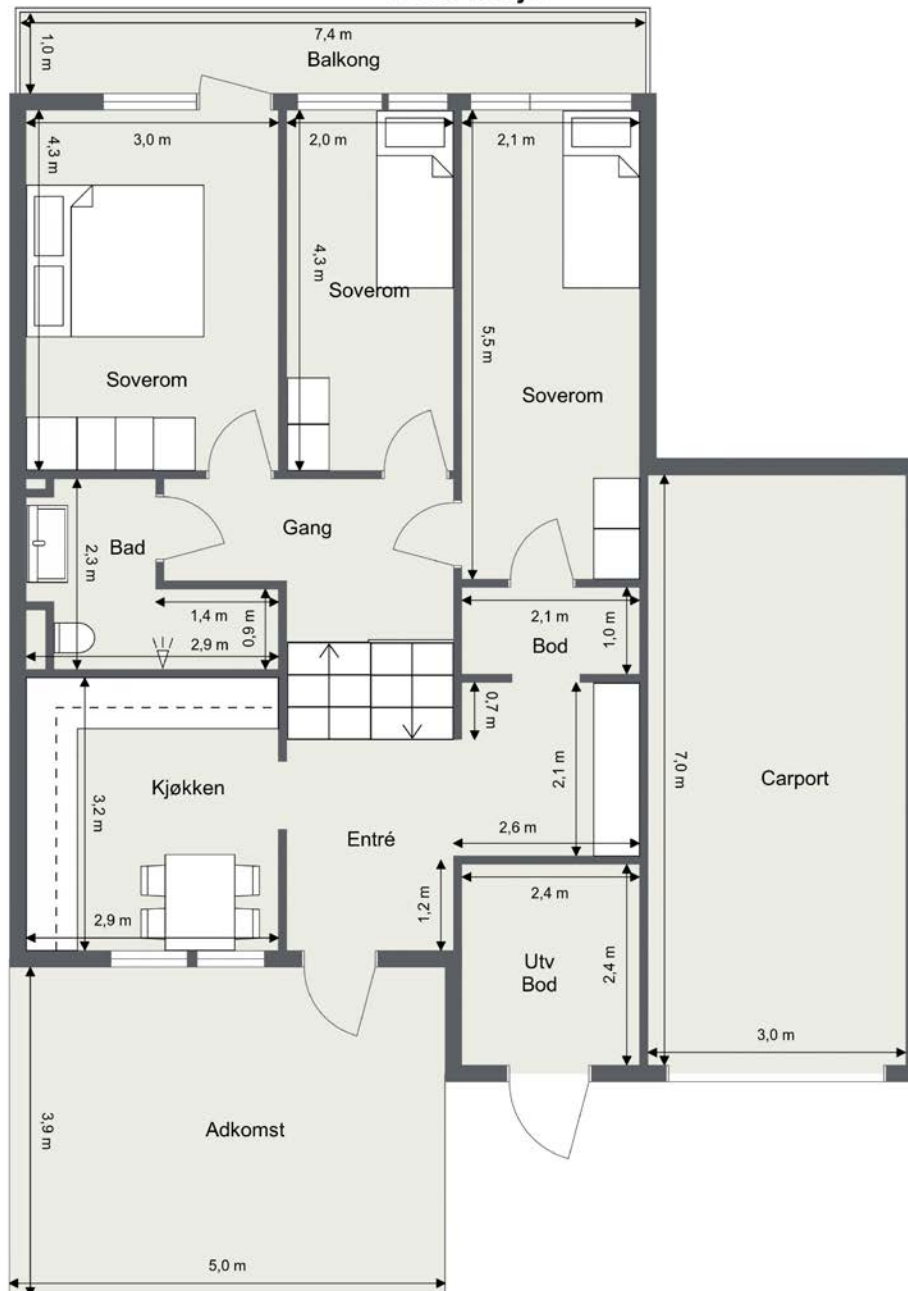 7,4 m
1,0 m
Balkong
3,0 m
2,0 m
2,1 m
4,3 m
4,3 m
Soverom
5,5 m
Soverom
Soverom
Gang
Bad
2,3 m
1,4 m
0,9 m
2,9 m
2,1 m
1,0 m
Bod
0,7 m
2,1 m
7,0 m
Carport
Kjøkken
3,2 m
2,6 m
Entré
2,9 m
1,2 m
2,4 m
2,4 m
Utv
Bod
3,0 m
3,9 m
Adkomst
5,0 m